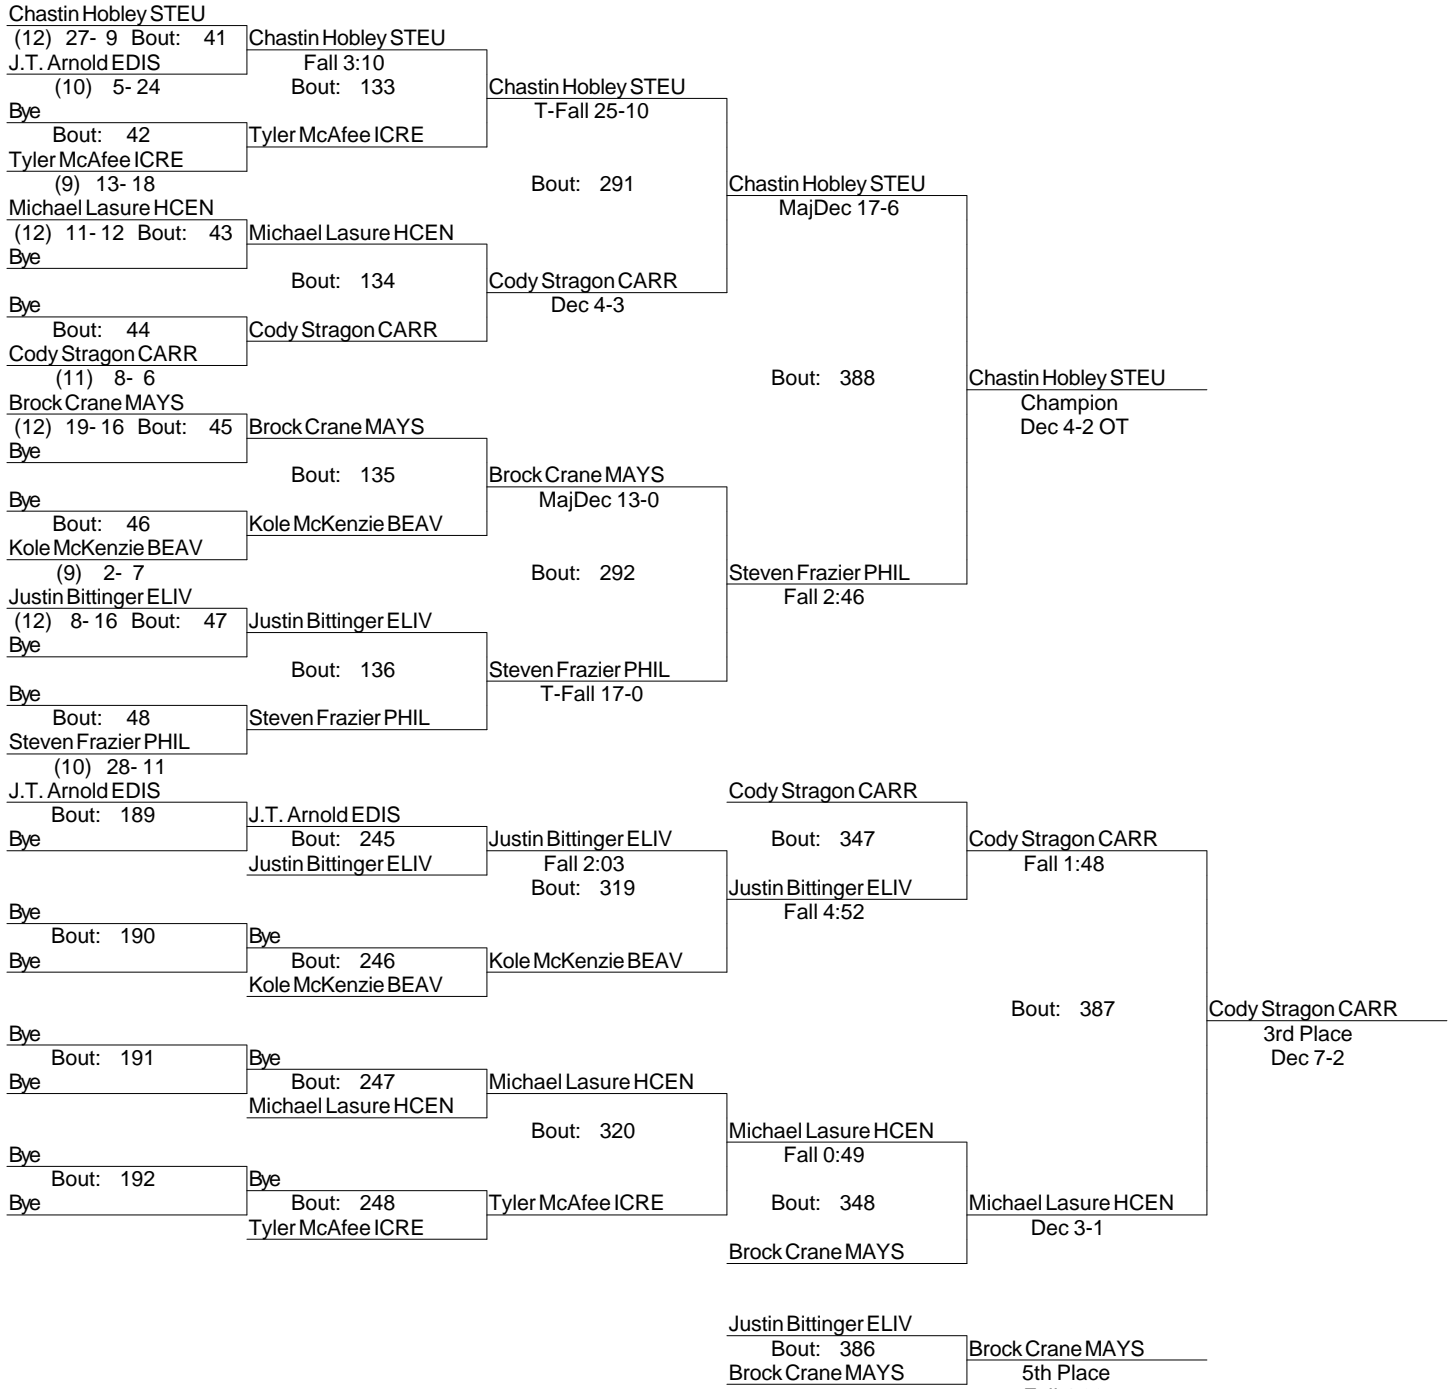 Chastin Hobley STEU
(12) 27- 9 Bout: 41 Chastin Hobley STEU
J.T. Arnold EDIS Fall 3:10
(10) 5- 24 Bout: 133 Chastin Hobley STEU
Bye T-Fall 25-10
Bout: 42 Tyler McAfee ICRE
Tyler McAfee ICRE
(9) 13- 18 Bout: 291 Chastin Hobley STEU
Michael Lasure HCEN MajDec 17-6
(12) 11- 12 Bout: 43 Michael Lasure HCEN
Bye
Bout: 134 Cody Stragon CARR
Bye Dec 4-3
Bout: 44 Cody Stragon CARR
Cody Stragon CARR
(11) 8- 6 Bout: 388 Chastin Hobley STEU
Brock Crane MAYS Champion
(12) 19- 16 Bout: 45 Brock Crane MAYS Dec 4-2 OT
Bye
Bout: 135 Brock Crane MAYS
Bye MajDec 13-0
Bout: 46 Kole McKenzie BEAV
Kole McKenzie BEAV
(9) 2- 7 Bout: 292 Steven Frazier PHIL
Justin Bittinger ELIV Fall 2:46
(12) 8- 16 Bout: 47 Justin Bittinger ELIV
Bye
Bout: 136 Steven Frazier PHIL
Bye T-Fall 17-0
Bout: 48 Steven Frazier PHIL
Steven Frazier PHIL
(10) 28- 11
J.T. Arnold EDIS Cody Stragon CARR
Bout: 189 J.T. Arnold EDIS
Bye Bout: 245 Justin Bittinger ELIV Bout: 347 Cody Stragon CARR
Justin Bittinger ELIV Fall 2:03 Fall 1:48
Bout: 319 Justin Bittinger ELIV
Bye Fall 4:52
Bout: 190 Bye
Bye Bout: 246 Kole McKenzie BEAV
Kole McKenzie BEAV
Bout: 387 Cody Stragon CARR
Bye 3rd Place
Bout: 191 Bye Dec 7-2
Bye Bout: 247 Michael Lasure HCEN
Michael Lasure HCEN
Bout: 320 Michael Lasure HCEN
Bye Fall 0:49
Bout: 192 Bye
Bye Bout: 248 Tyler McAfee ICRE Bout: 348 Michael Lasure HCEN
Tyler McAfee ICRE Dec 3-1
Brock Crane MAYS
Justin Bittinger ELIV
Bout: 386 Brock Crane MAYS
Brock Crane MAYS 5th Place